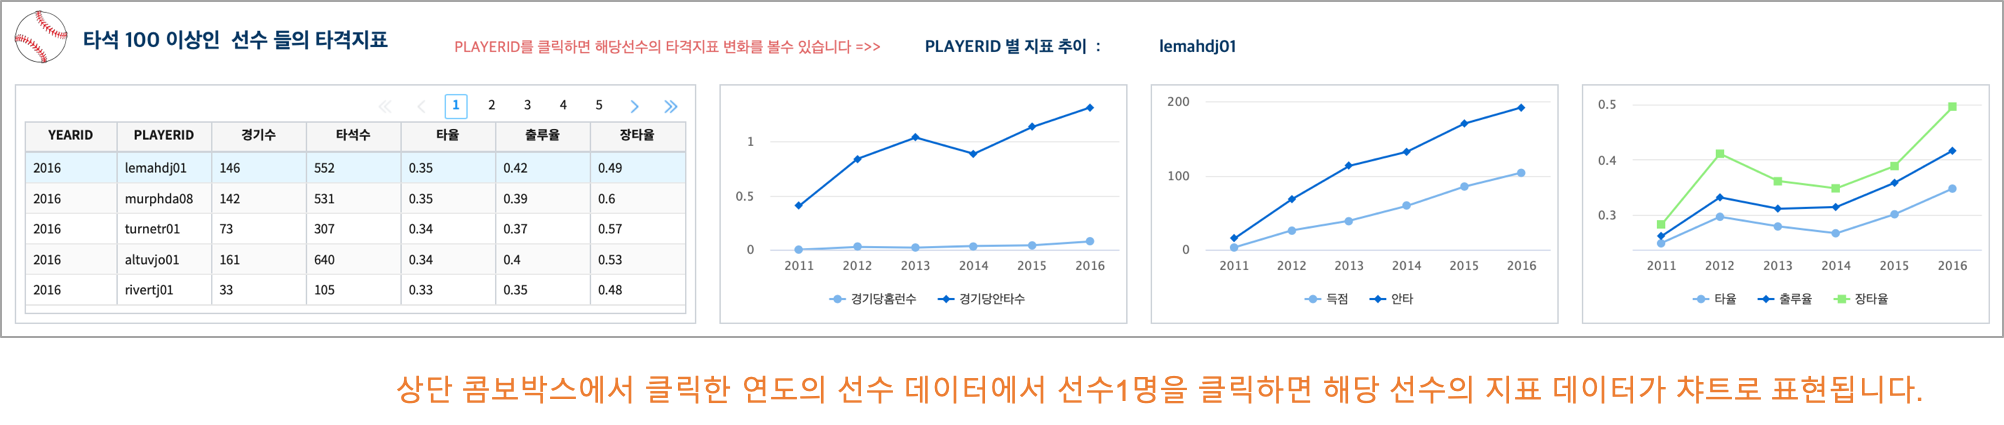 타석 100 이상인 선수 들의 타격지표
PLAYERID를 클릭하면 해당선수의 타격지표 변화를 볼수 있습니다 =>>
PLAYERID 별 지표 추이 :
lemahdj01
1 2 3 4 5
YEARID PLAYERID 경기수 타석수 타율 출루율 장타율
2016 lemahdj01 146 552 0.35 0.42 0.49
2016 murphda08 142 531 0.35 0.39 0.6
2016 turnetr01 73 307 0.34 0.37 0.57
2016 altuvjo01 161 640 0.34 0.4 0.53
2016 rivertj01 33 105 0.33 0.35 0.48
1
0.5
0
2011 2012 2013 2014 2015 2016
경기당홈런수 경기당안타수
200
100
0
2011 2012 2013 2014 2015 2016
득점 안타
0.5
0.4
0.3
2011 2012 2013 2014 2015 2016
타율 출루율 장타율
상단 콤보박스에서 클릭한 연도의 선수 데이터에서 선수1명을 클릭하면 해당 선수의 지표 데이터가 챠트로 표현됩니다.